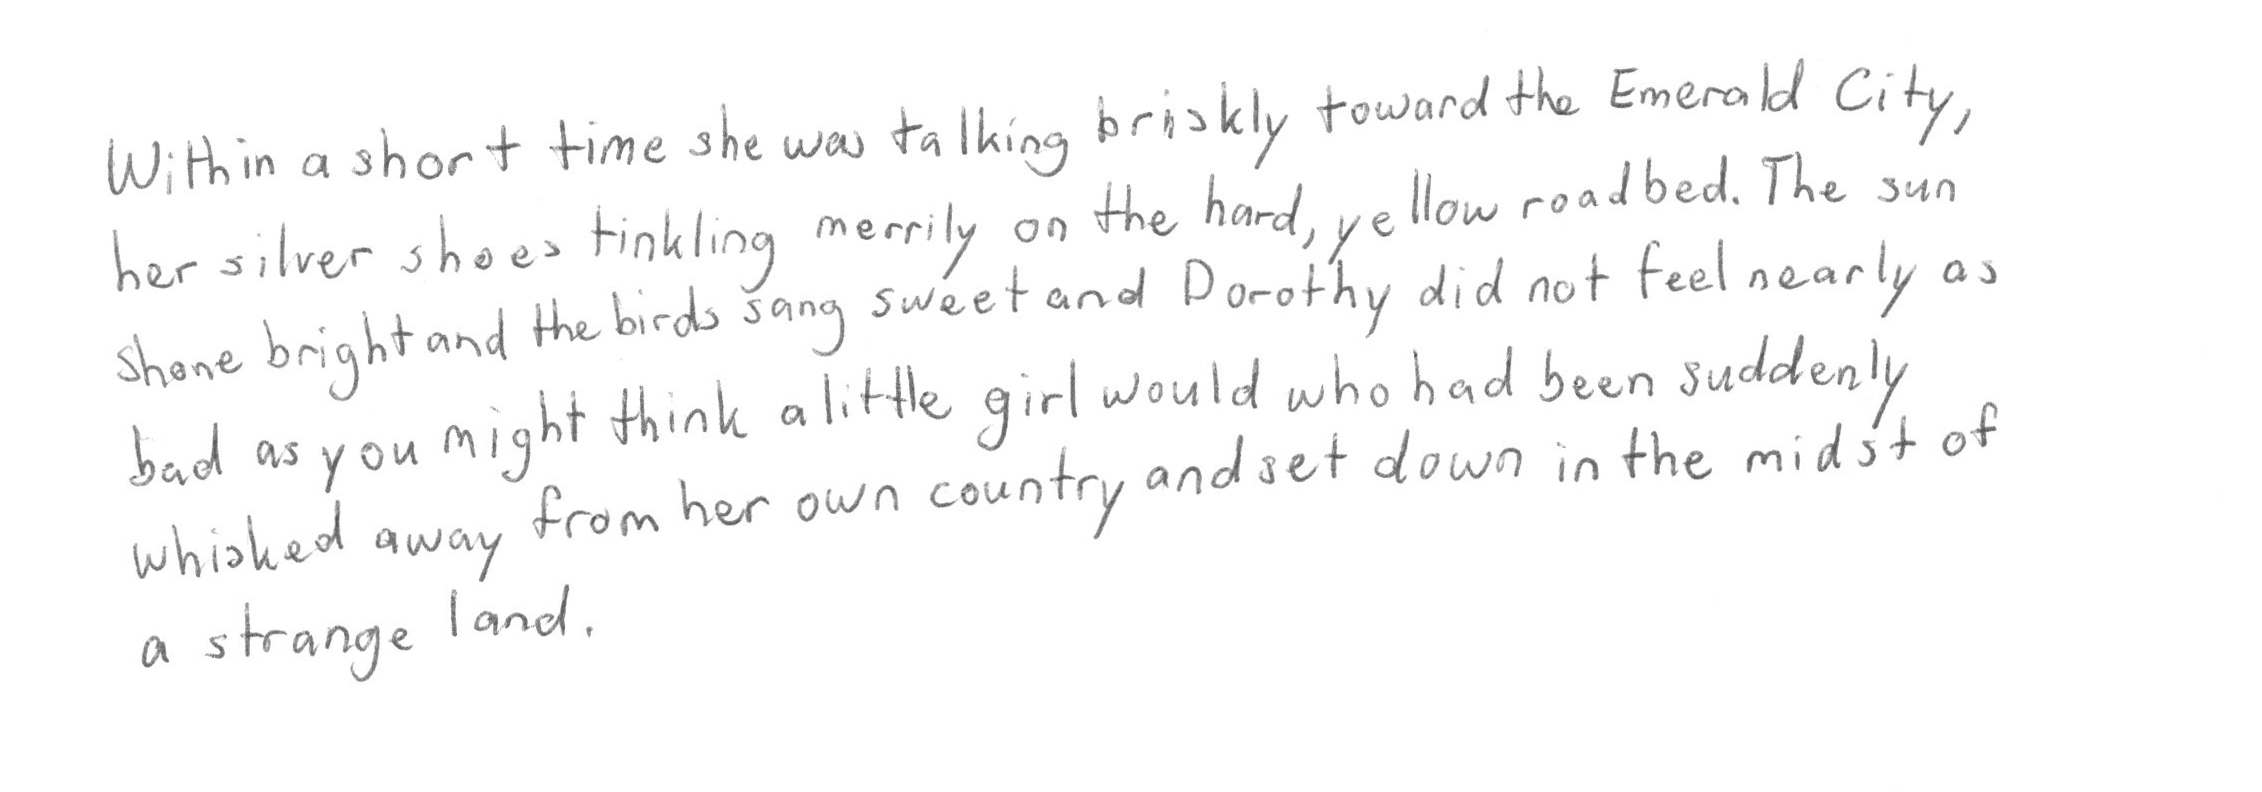 Within a short time she was talking briskly toward the Emerald City,
her silver shoes tinkling merrily on the hard, yellow roadbed. The sun
shone bright and the birds sang sweet and Dorothy did not feel nearly as
bad as you might think a little girl would who had been suddenly
whisked away from her own country and set down in the midst of
a strange land.